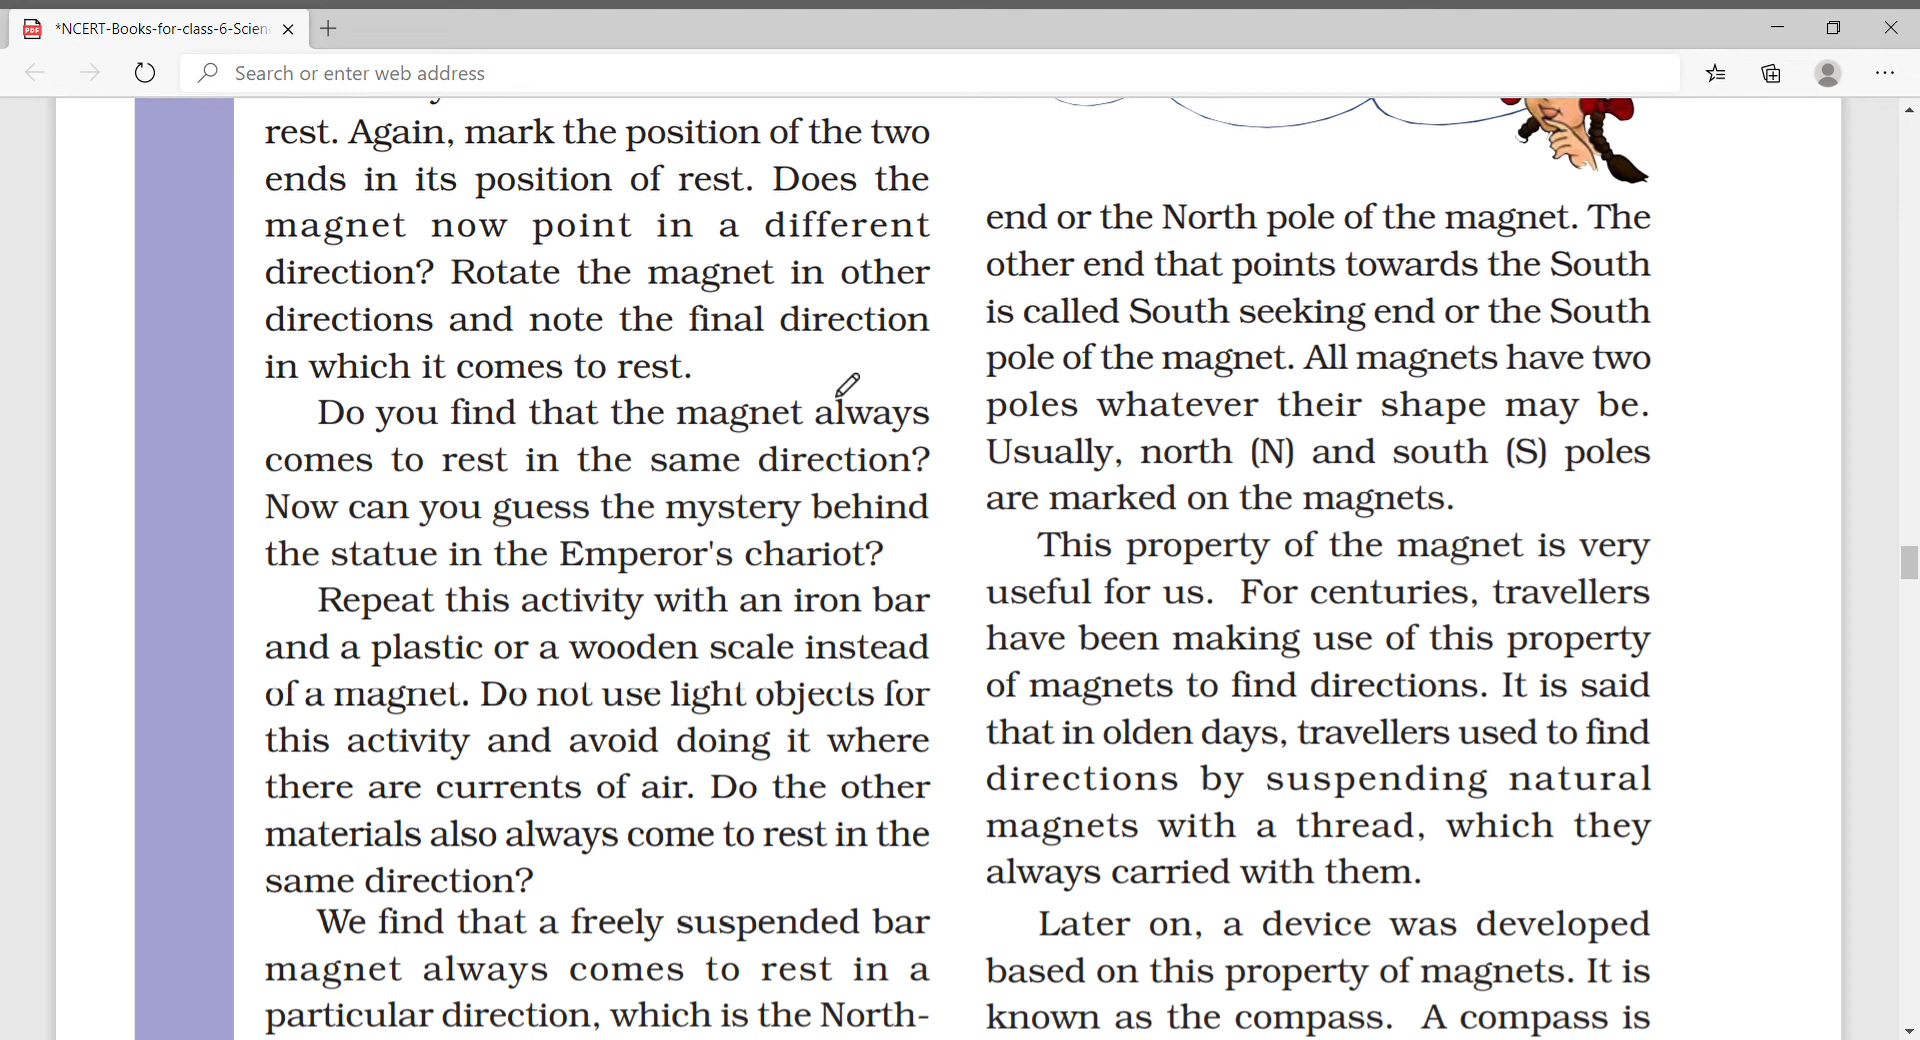 *NCERT-Books-for-class-6-Scien
Search or enter web address
rest. Again, mark the position of the two
ends in its position of rest. Does the
magnet now point in a different
direction? Rotate the magnet in other
directions and note the final direction
in which it comes to rest.
Do you find that the magnet always
comes to rest in the same direction?
Now can you guess the mystery behind
the statue in the Emperor's chariot?
Repeat this activity with an iron bar
and a plastic or a wooden scale instead
of a magnet. Do not use light objects for
this activity and avoid doing it where
there are currents of air. Do the other
materials also always come to rest in the
same direction?
We find that a freely suspended bar
magnet always comes to rest in a
particular direction, which is the North-
end or the North pole of the magnet. The
other end that points towards the South
is called South seeking end or the South
pole of the magnet. All magnets have two
poles whatever their shape may be.
Usually, north (N) and south (S) poles
are marked on the magnets.
This property of the magnet is very
useful for us. For centuries, travellers
have been making use of this property
of magnets to find directions. It is said
that in olden days, travellers used to find
directions by suspending natural
magnets with a thread, which they
always carried with them.
Later on, a device was developed
based on this property of magnets. It is
known as the compass. A compass is